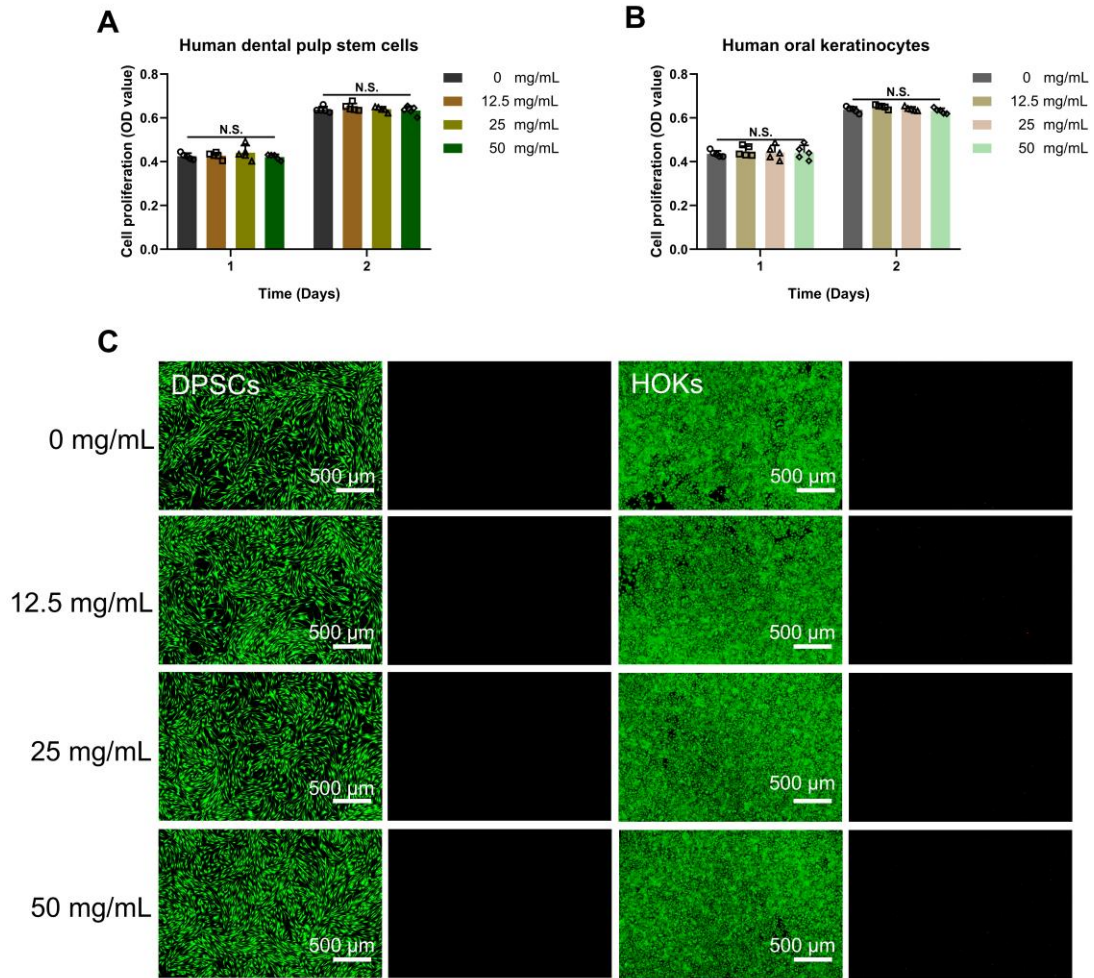 A
Human dental pulp stem cells
Cell proliferation (OD value)
0.8
0.6
0.4
0.2
0.0
N.S.
N.S.
1
2
Time (Days)
0 mg/mL
12.5 mg/mL
25 mg/mL
50 mg/mL
B
Human oral keratinocytes
Cell proliferation (OD value)
0.8
0.6
0.4
0.2
0.0
N.S.
N.S.
1
2
Time (Days)
0 mg/mL
12.5 mg/mL
25 mg/mL
50 mg/mL
C
DPSCs
HOKs
0 mg/mL
500 µm
500 µm
12.5 mg/mL
500 µm
500 µm
25 mg/mL
500 µm
500 µm
50 mg/mL
500 µm
500 µm